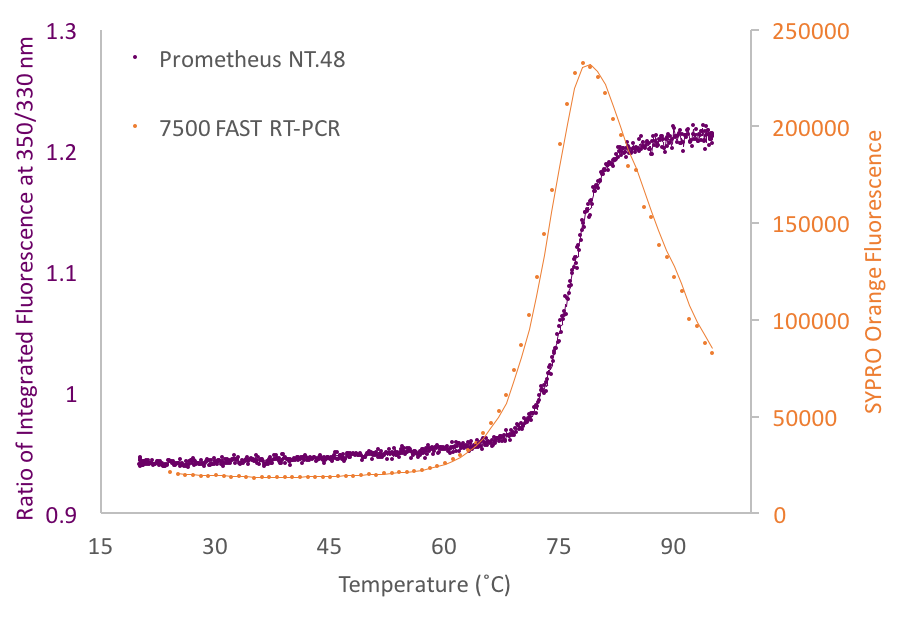 1.3
1.2
1.1
1
0.9
Ratio of Integrated Fluorescence at 350/330 nm
Prometheus NT.48
7500 FAST RT-PCR
250000
200000
150000
100000
50000
0
SYPRO Orange Fluorescence
15 30 45 60 75 90
Temperature (˚C)